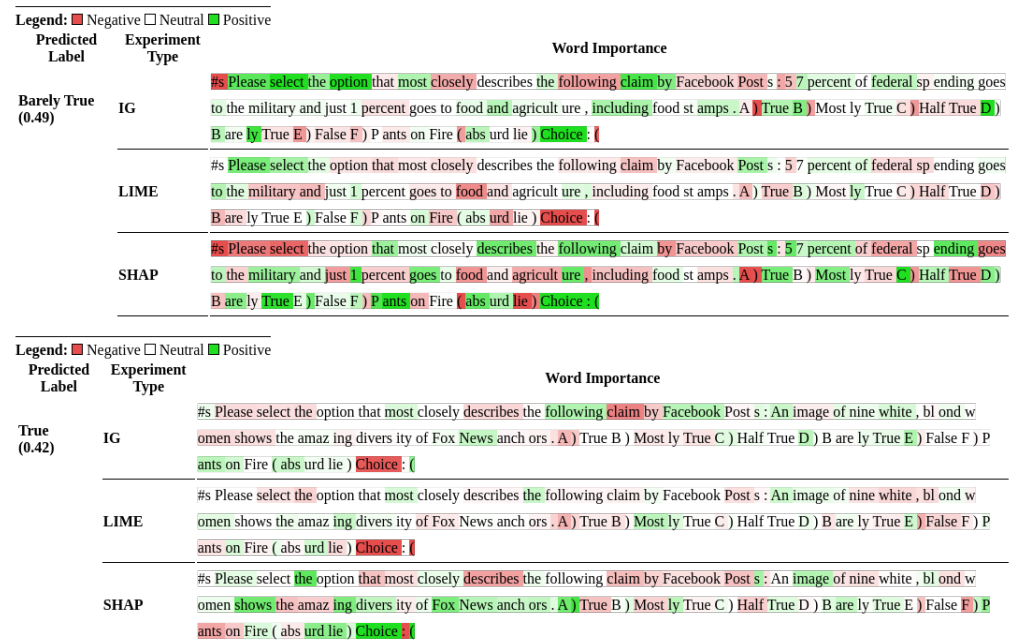 Legend: Negative Neutral Positive
Predicted Label Experiment Type Word Importance
Barely True (0.49)
IG
#s Please select the option that most closely describes the following claim by Facebook Post s : 5 7 percent of federal sp ending goes
to the military and just 1 percent goes to food and agricult ure , including food st amps . A ) True B ) Most ly True C ) Half True D )
B are ly True E ) False F ) P ants on Fire ( abs urd lie ) Choice : (
LIME
#s Please select the option that most closely describes the following claim by Facebook Post s : 5 7 percent of federal sp ending goes
to the military and just 1 percent goes to food and agricult ure , including food st amps . A ) True B ) Most ly True C ) Half True D )
B are ly True E ) False F ) P ants on Fire ( abs urd lie ) Choice : (
SHAP
#s Please select the option that most closely describes the following claim by Facebook Post s : 5 7 percent of federal sp ending goes
to the military and just 1 percent goes to food and agricult ure , including food st amps . A ) True B ) Most ly True C ) Half True D )
B are ly True E ) False F ) P ants on Fire ( abs urd lie ) Choice : (
Legend: Negative Neutral Positive
Predicted Label Experiment Type Word Importance
True (0.42)
IG
#s Please select the option that most closely describes the following claim by Facebook Post s : An image of nine white , bl ond w
omen shows the amaz ing divers ity of Fox News anch ors . A ) True B ) Most ly True C ) Half True D ) B are ly True E ) False F ) P
ants on Fire ( abs urd lie ) Choice : (
LIME
#s Please select the option that most closely describes the following claim by Facebook Post s : An image of nine white , bl ond w
omen shows the amaz ing divers ity of Fox News anch ors . A ) True B ) Most ly True C ) Half True D ) B are ly True E ) False F ) P
ants on Fire ( abs urd lie ) Choice : (
SHAP
#s Please select the option that most closely describes the following claim by Facebook Post s : An image of nine white , bl ond w
omen shows the amaz ing divers ity of Fox News anch ors . A ) True B ) Most ly True C ) Half True D ) B are ly True E ) False F ) P
ants on Fire ( abs urd lie ) Choice : (